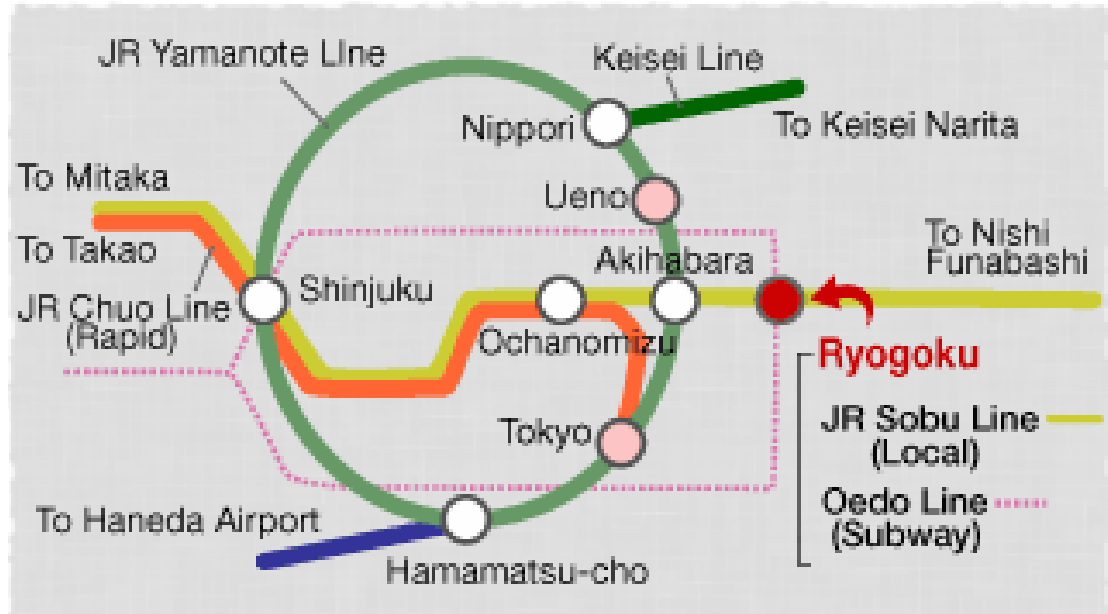 JR Yamanote LIne
Keisei Line
Nippori
To Keisei Narita
To Mitaka
Ueno
To Takao
To Nishi
Funabashi
Akihabara
Shinjuku
JR Chuo Line
(Rapid)
Ochanomizu
Ryogoku
Tokyo
JR Sobu Line
(Local)
Oedo Line
(Subway)
To Haneda Airport
Hamamatsu-cho